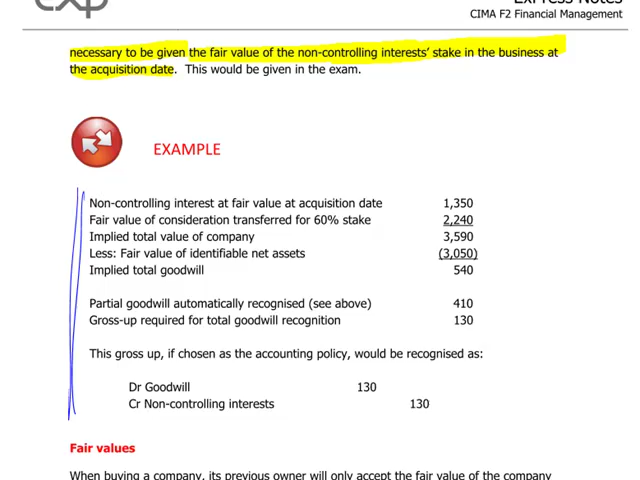 exp
ExPress Notes
CIMA F2 Financial Management
necessary to be given the fair value of the non-controlling interests' stake in the business at
the acquisition date. This would be given in the exam.
EXAMPLE
Non-controlling interest at fair value at acquisition date 1,350
Fair value of consideration transferred for 60% stake 2,240
Implied total value of company 3,590
Less: Fair value of identifiable net assets (3,050)
Implied total goodwill 540
Partial goodwill automatically recognised (see above) 410
Gross-up required for total goodwill recognition 130
This gross up, if chosen as the accounting policy, would be recognised as:
Dr Goodwill 130
Cr Non-controlling interests 130
Fair values
When buying a company, its previous owner will only accept the fair value of the company